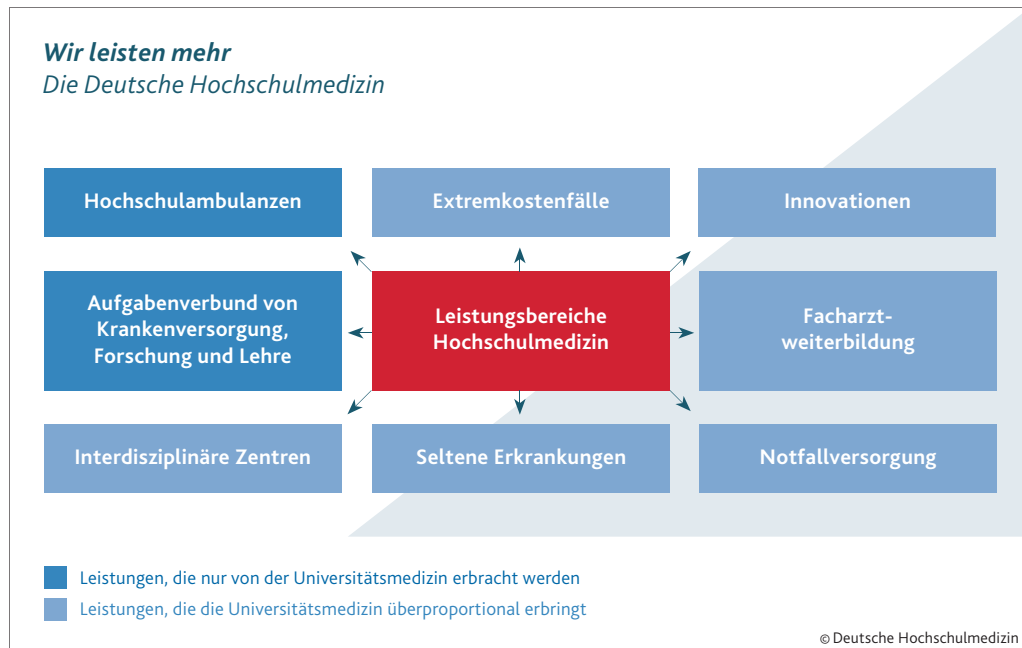 Wir leisten mehr
Die Deutsche Hochschulmedizin
Hochschulambulanzen
Extremkostenfälle
Innovationen
Aufgabenverbund von
Krankenversorgung,
Forschung und Lehre
Leistungsbereiche
Hochschulmedizin
Facharzt-
weiterbildung
Interdisziplinäre Zentren
Seltene Erkrankungen
Notfallversorgung
Leistungen, die nur von der Universitätsmedizin erbracht werden
Leistungen, die die Universitätsmedizin überproportional erbringt
© Deutsche Hochschulmedizin